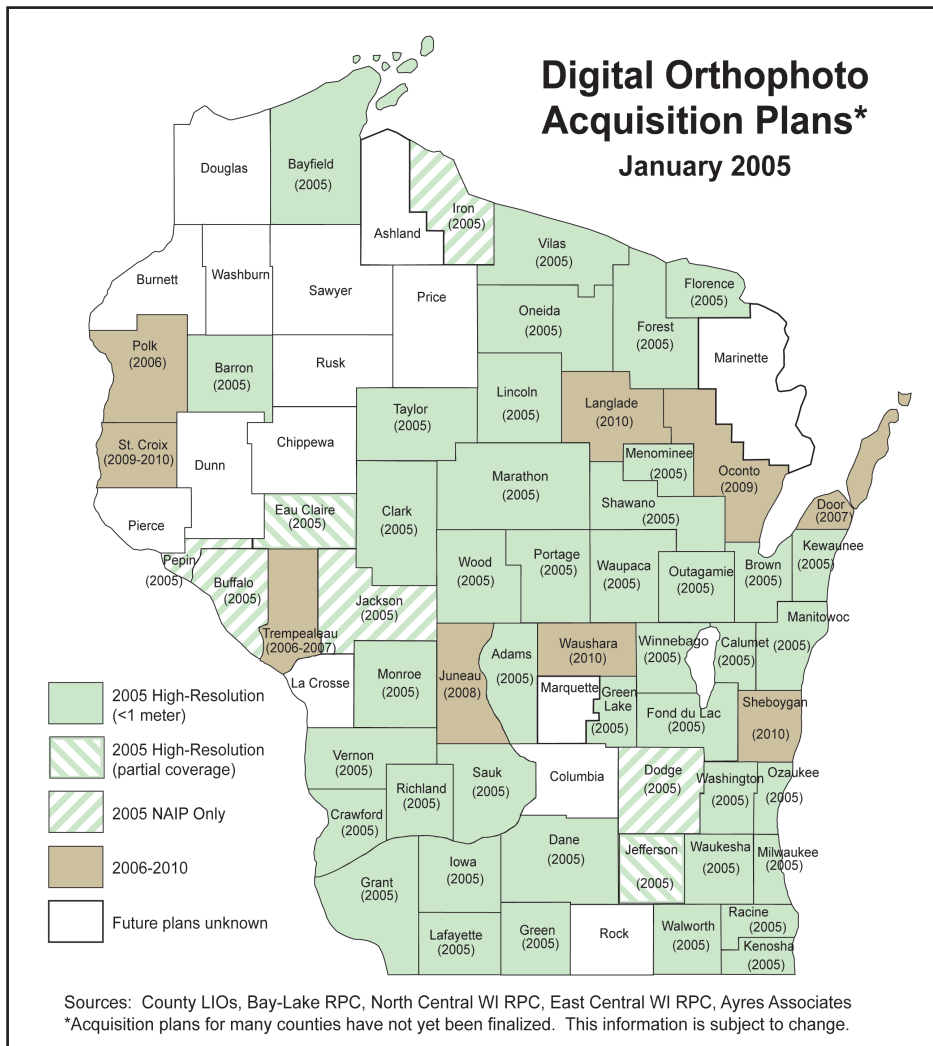 Digital Orthophoto
Acquisition Plans*
January 2005
Douglas
Bayfield
(2005)
Ashland
Iron
(2005)
Vilas
(2005)
Burnett
Washburn
Sawyer
Price
Oneida
(2005)
Florence
(2005)
Forest
(2005)
Marinette
Polk
(2006)
Barron
(2005)
Rusk
Lincoln
(2005)
Taylor
(2005)
Langlade
(2010)
St. Croix
(2009-2010)
Dunn
Chippewa
Menominee
(2005)
Oconto
(2009)
Marathon
(2005)
Shawano
(2005)
Door
(2007)
Pierce
Eau Claire
(2005)
Clark
(2005)
Pepin
(2005)
Buffalo
(2005)
Wood
(2005)
Portage
(2005)
Waupaca
(2005)
Outagamie
(2005)
Brown
(2005)
Kewaunee
(2005)
Jackson
(2005)
Trempealeau
(2006-2007)
Manitowoc
(2005)
Adams
(2005)
Waushara
(2010)
Winnebago
(2005)
Calumet
(2005)
La Crosse
Monroe
(2005)
Juneau
(2008)
Marquette
Green
Lake
(2005)
Fond du Lac
(2005)
Sheboygan
(2010)
2005 High-Resolution
(<1 meter)
2005 High-Resolution
(partial coverage)
2005 NAIP Only
2006-2010
Future plans unknown
Vernon
(2005)
Richland
(2005)
Sauk
(2005)
Columbia
Dodge
(2005)
Washington
(2005)
Ozaukee
(2005)
Crawford
(2005)
Dane
(2005)
Jefferson
(2005)
Waukesha
(2005)
Milwaukee
(2005)
Grant
(2005)
Iowa
(2005)
Lafayette
(2005)
Green
(2005)
Rock
Walworth
(2005)
Racine
(2005)
Kenosha
(2005)
Sources: County LIOs, Bay-Lake RPC, North Central WI RPC, East Central WI RPC, Ayres Associates
*Acquisition plans for many counties have not yet been finalized. This information is subject to change.